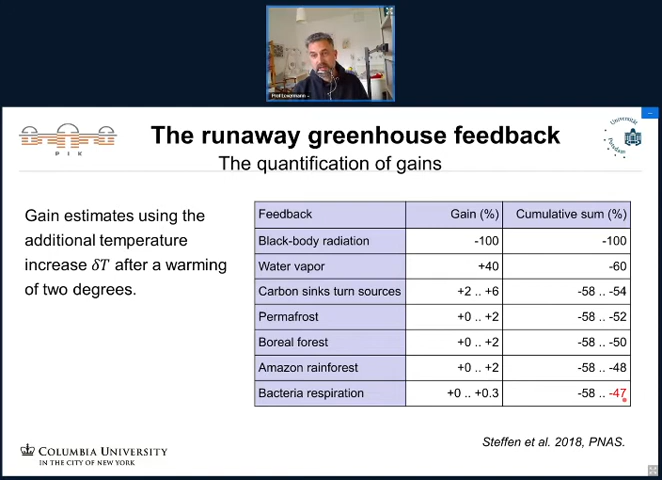 Prof Levermann
The runaway greenhouse feedback
The quantification of gains
P I K
Universität
Potsdam
Gain estimates using the
additional temperature
increase δT after a warming
of two degrees.
Feedback Gain (%) Cumulative sum (%)
Black-body radiation -100 -100
Water vapor +40 -60
Carbon sinks turn sources +2 .. +6 -58 .. -54
Permafrost +0 .. +2 -58 .. -52
Boreal forest +0 .. +2 -58 .. -50
Amazon rainforest +0 .. +2 -58 .. -48
Bacteria respiration +0 .. +0.3 -58 .. -47
Steffen et al. 2018, PNAS.
COLUMBIA UNIVERSITY
IN THE CITY OF NEW YORK